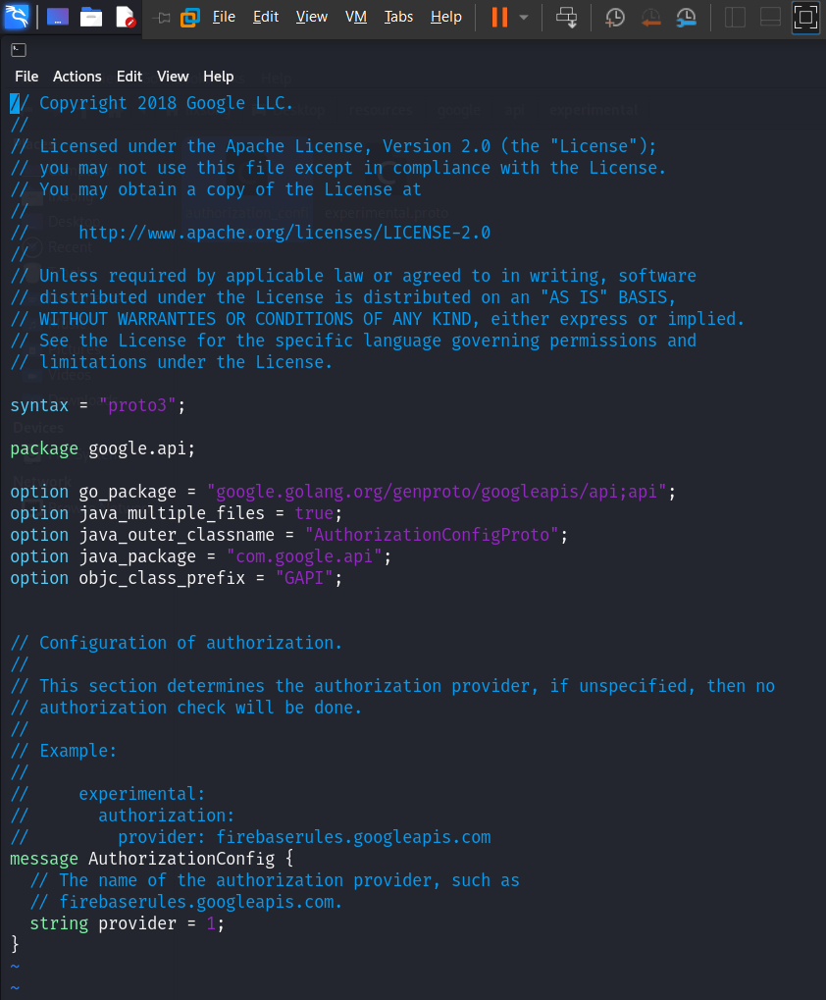 File Edit View VM Tabs Help
File Actions Edit View Help
// Copyright 2018 Google LLC.
//
// Licensed under the Apache License, Version 2.0 (the "License");
// you may not use this file except in compliance with the License.
// You may obtain a copy of the License at
//
//     http://www.apache.org/licenses/LICENSE-2.0
//
// Unless required by applicable law or agreed to in writing, software
// distributed under the License is distributed on an "AS IS" BASIS,
// WITHOUT WARRANTIES OR CONDITIONS OF ANY KIND, either express or implied.
// See the License for the specific language governing permissions and
// limitations under the License.

syntax = "proto3";

package google.api;

option go_package = "google.golang.org/genproto/googleapis/api;api";
option java_multiple_files = true;
option java_outer_classname = "AuthorizationConfigProto";
option java_package = "com.google.api";
option objc_class_prefix = "GAPI";


// Configuration of authorization.
//
// This section determines the authorization provider, if unspecified, then no
// authorization check will be done.
//
// Example:
//
//     experimental:
//       authorization:
//         provider: firebaserules.googleapis.com
message AuthorizationConfig {
  // The name of the authorization provider, such as
  // firebaserules.googleapis.com.
  string provider = 1;
}
~
~